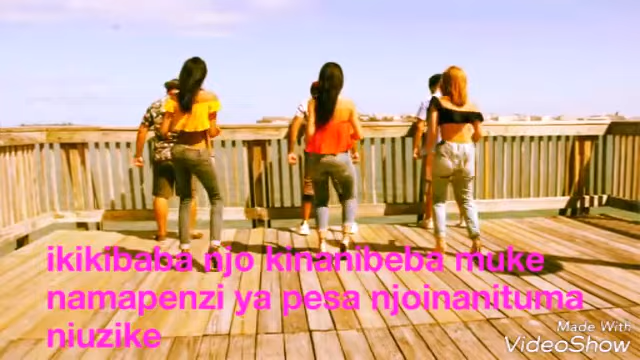 ikikibaba njo kinanibeba muke
namapenzi ya pesa njoinanituma
niuzike
Made With
VideoShow